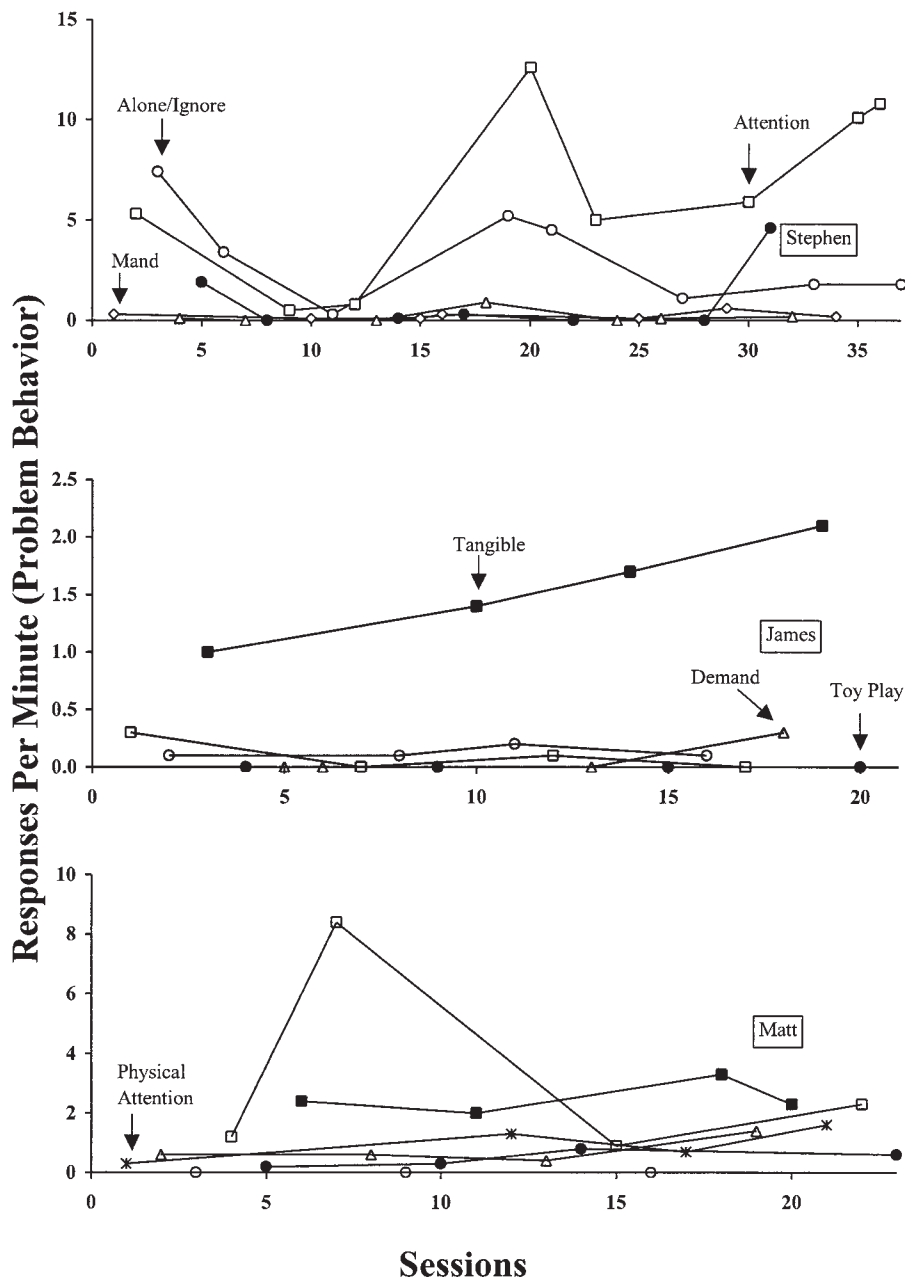 Responses Per Minute (Problem Behavior)
15
10
5
0
Alone/Ignore
Attention
Mand
Stephen
0 5 10 15 20 25 30 35
2.5
2.0
1.5
1.0
0.5
0.0
Tangible
James
Demand
Toy Play
0 5 10 15 20
10
8
6
4
2
0
Matt
Physical
Attention
0 5 10 15 20
Sessions